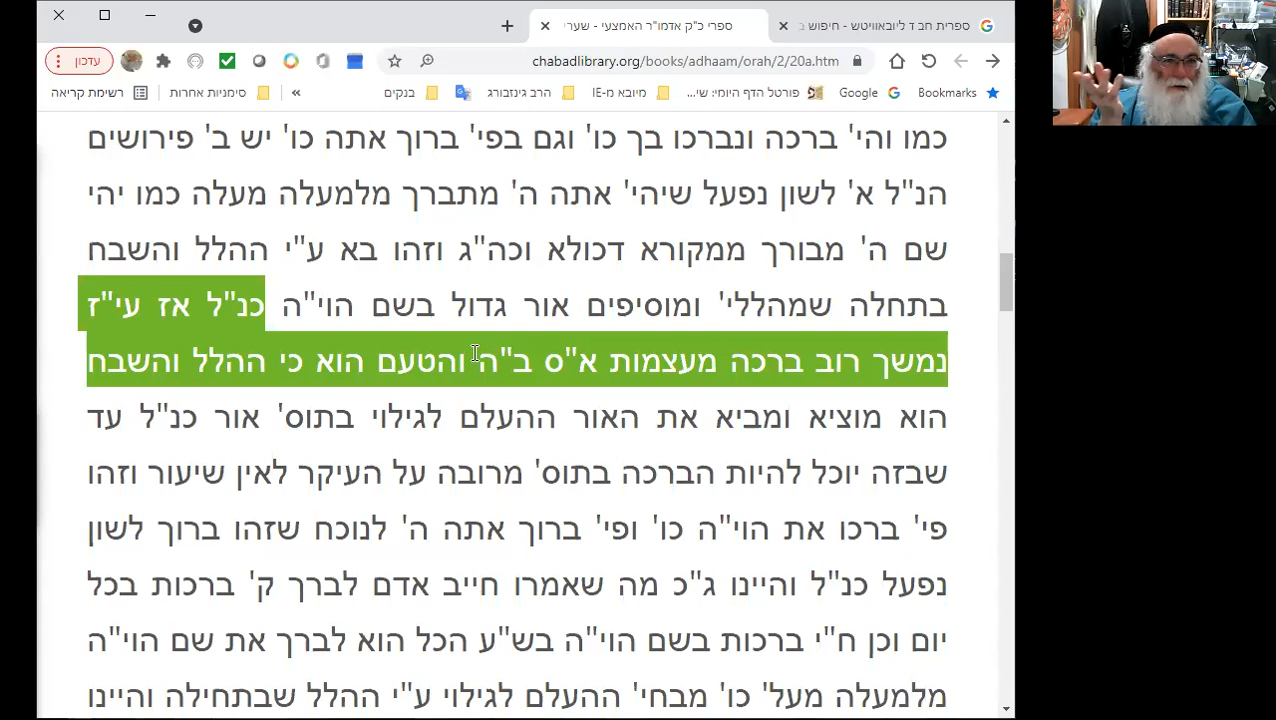 ספרי כ"ק אדמו"ר האמצעי - שערי
ספרית חב ד ליובאוויטש - חיפוש ב
עדכון
chabadlibrary.org/books/adhaam/orah/2/20a.htm
Bookmarks
Google
פורטל הדף היומי: שי...
מיובא מ-IE
הרב גינזבורג
בנקים
«
סימניות אחרות
רשימת קריאה
כמו והי' ברכה ונברכו בך כו' וגם בפי' ברוך אתה כו' יש ב' פירושים
הנ"ל א' לשון נפעל שיהי' אתה ה' מתברך מלמעלה מעלה כמו יהי
שם ה' מבורך ממקורא דכולא וכה"ג וזהו בא ע"י ההלל והשבח
בתחלה שמהללי' ומוסיפים אור גדול בשם הוי"ה כנ"ל אז עי"ז
נמשך רוב ברכה מעצמות א"ס ב"ה והטעם הוא כי ההלל והשבח
הוא מוציא ומביא את האור ההעלם לגילוי בתוס' אור כנ"ל עד
שבזה יוכל להיות הברכה בתוס' מרובה על העיקר לאין שיעור וזהו
פי' ברכו את הוי"ה כו' ופי' ברוך אתה ה' לנוכח שזהו ברוך לשון
נפעל כנ"ל והיינו ג"כ מה שאמרו חייב אדם לברך ק' ברכות בכל
יום וכן ח"י ברכות בשם הוי"ה בש"ע הכל הוא לברך את שם הוי"ה
מלמעלה מעל' כו' מבחי' ההעלם לגילוי ע"י ההלל שבתחילה והיינו